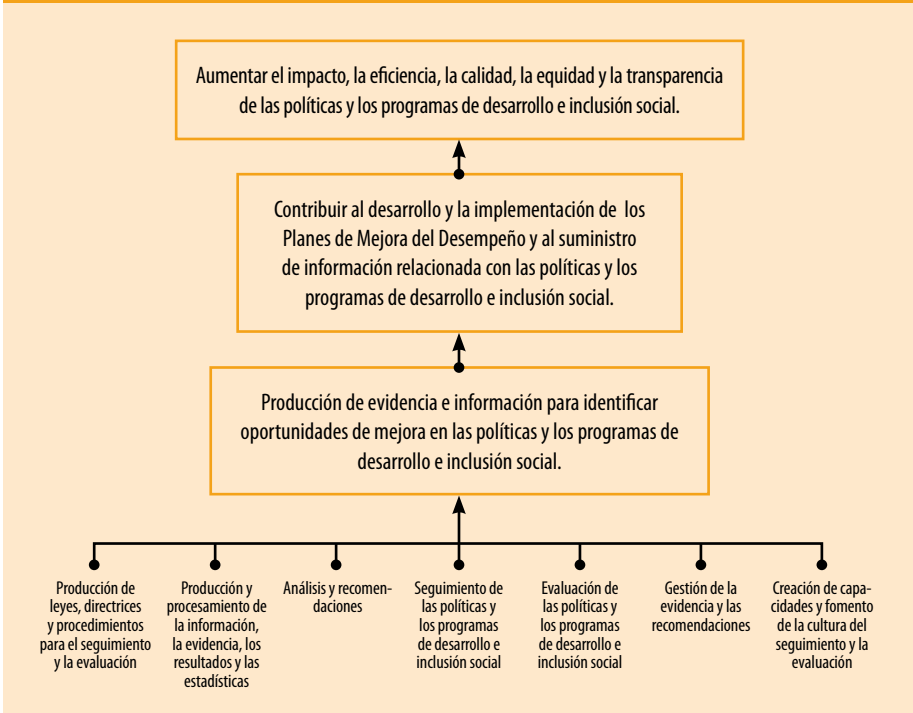 Aumentar el impacto, la eficiencia, la calidad, la equidad y la transparencia
de las políticas y los programas de desarrollo e inclusión social.
Contribuir al desarrollo y la implementación de los
Planes de Mejora del Desempeño y al suministro
de información relacionada con las políticas y los
programas de desarrollo e inclusión social.
Producción de evidencia e información para identificar
oportunidades de mejora en las políticas y los programas de
desarrollo e inclusión social.
Producción de
leyes, directrices
y procedimientos
para el seguimiento
y la evaluación
Producción y
procesamiento de
la información,
la evidencia, los
resultados y las
estadísticas
Análisis y recomen-
daciones
Seguimiento de
las políticas y
los programas
de desarrollo e
inclusión social
Evaluación de
las políticas y
los programas
de desarrollo e
inclusión social
Gestión de la
evidencia y las
recomendaciones
Creación de capa-
cidades y fomento
de la cultura del
seguimiento y la
evaluación